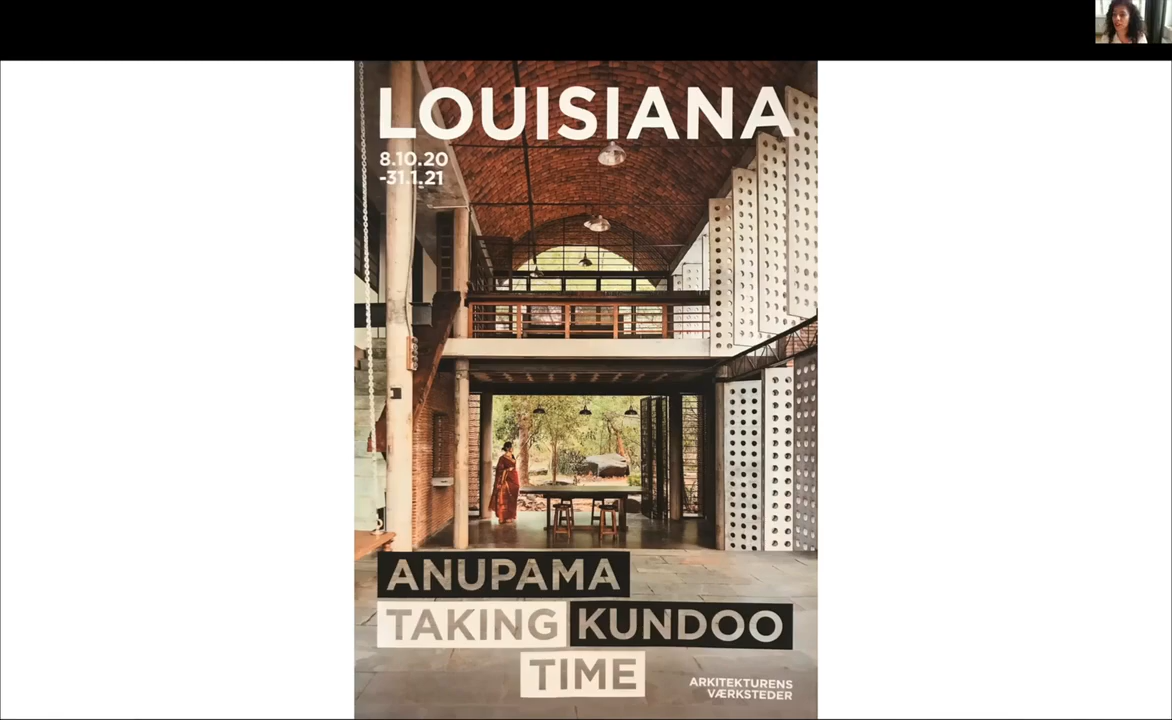 LOUISIANA
8.10.20
-31.1.21
ANUPAMA
TAKING KUNDOO
TIME
ARKITEKTURENS
VÆRKSTEDER